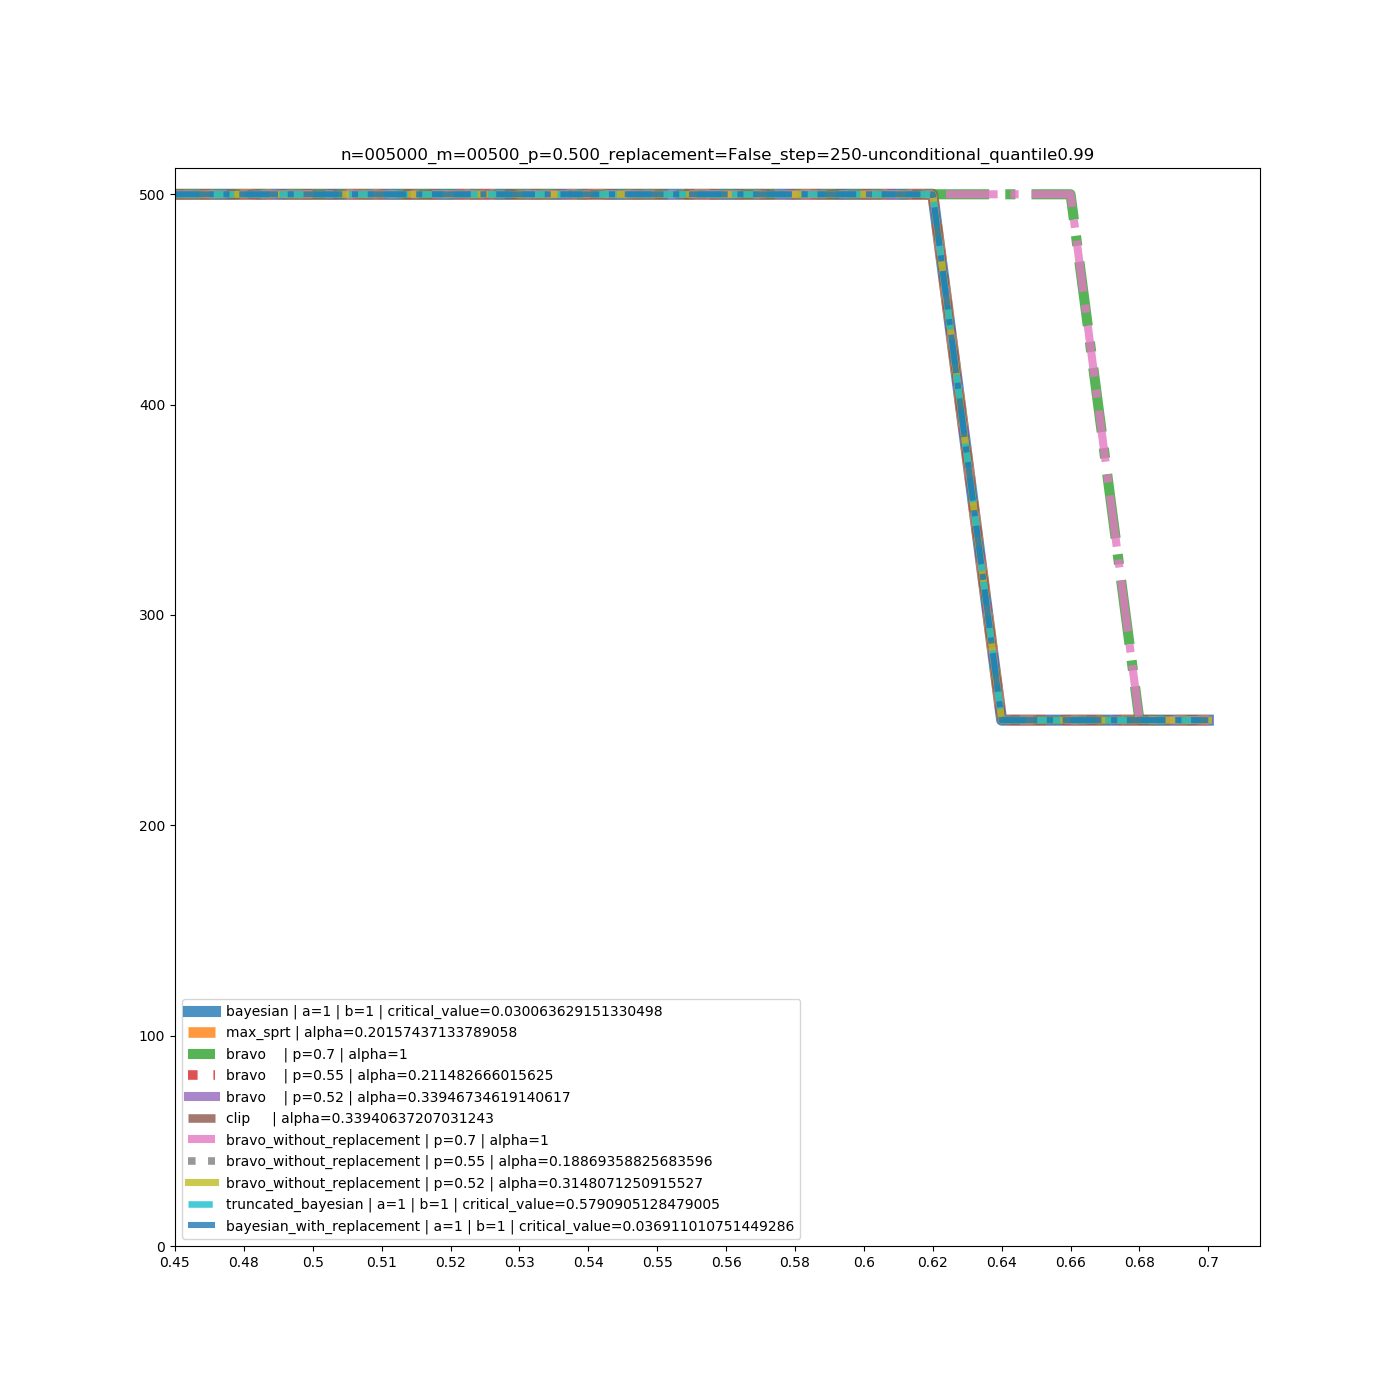 n=005000_m=00500_p=0.500_replacement=False_step=250-unconditional_quantile0.99
500
400
300
200
100
0
bayesian | a=1 | b=1 | critical_value=0.030063629151330498
max_sprt | alpha=0.20157437133789058
bravo | p=0.7 | alpha=1
bravo | p=0.55 | alpha=0.211482666015625
bravo | p=0.52 | alpha=0.33946734619140617
clip | alpha=0.33940637207031243
bravo_without_replacement | p=0.7 | alpha=1
bravo_without_replacement | p=0.55 | alpha=0.18869358825683596
bravo_without_replacement | p=0.52 | alpha=0.3148071250915527
truncated_bayesian | a=1 | b=1 | critical_value=0.5790905128479005
bayesian_with_replacement | a=1 | b=1 | critical_value=0.036911010751449286
0.45 0.48 0.5 0.51 0.52 0.53 0.54 0.55 0.56 0.58 0.6 0.62 0.64 0.66 0.68 0.7